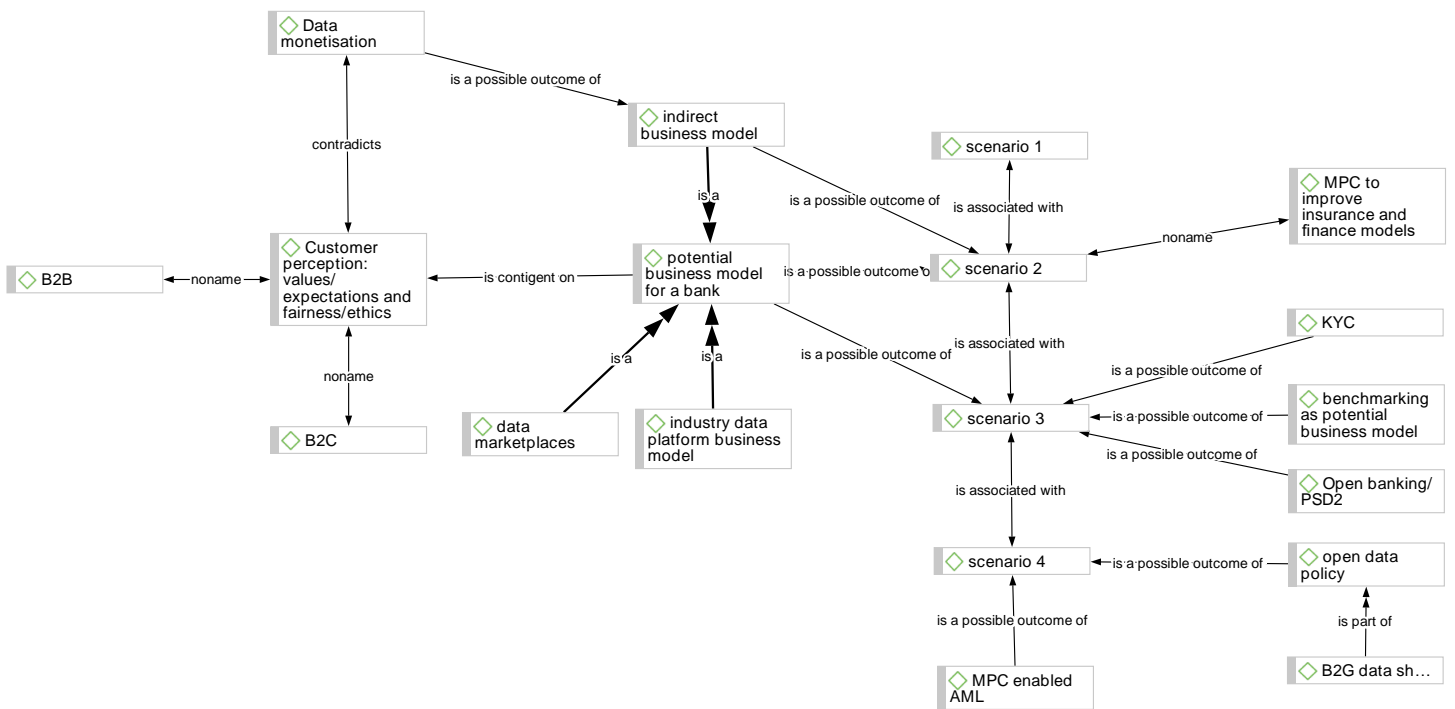 Data
monetisation
is a possible outcome of
indirect
business model
contradicts
scenario 1
is a
is a possible outcome of
is associated with
MPC to
improve
insurance and
finance models
noname
Customer
perception:
values/
expectations and
fairness/ethics
B2B
noname
is contigent on
potential
business model
for a bank
is a possible outcome o
scenario 2
KYC
noname
is a
is a
is a possible outcome of
is associated with
is a possible outcome of
B2C
data
marketplaces
industry data
platform business
model
scenario 3
is a possible outcome of
benchmarking
as potential
business model
is a possible outcome of
Open banking/
PSD2
is associated with
scenario 4
is a possible outcome of
open data
policy
is a possible outcome of
is part of
MPC enabled
AML
B2G data sh...